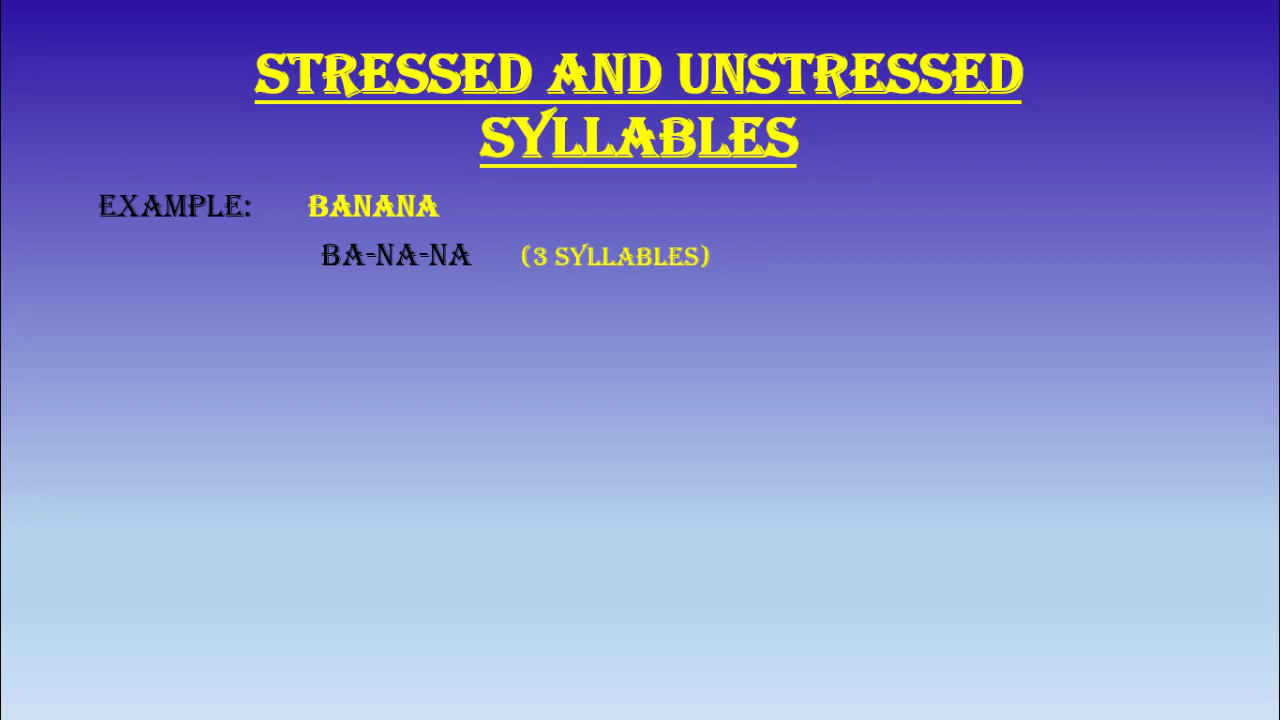 STRESSED AND UNSTRESSED
SYLLABLES
EXAMPLE: BANANA
BA-NA-NA (3 SYLLABLES)